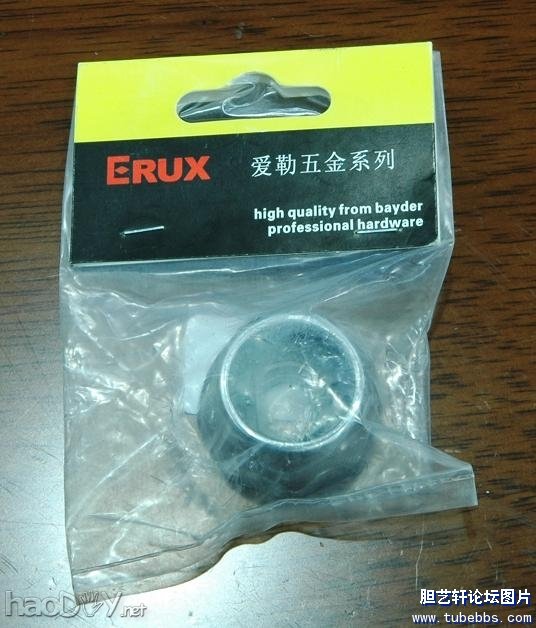 ERUX 爱勒五金系列
high quality from bayder
professional hardware
haoDIY.net
胆艺轩论坛图片
www.tubebbs.com